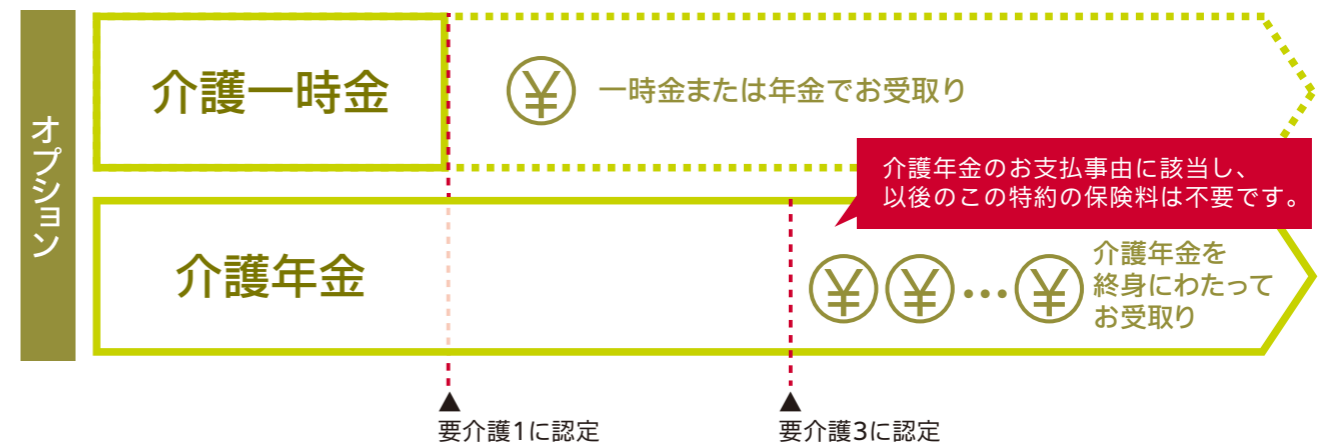 オプション
介護一時金
¥ 一時金または年金でお受取り
介護年金のお支払事由に該当し、
以後のこの特約の保険料は不要です。
介護年金
¥ ¥ … ¥
介護年金を
終身にわたって
お受取り
▲ ▲
要介護1に認定 要介護3に認定